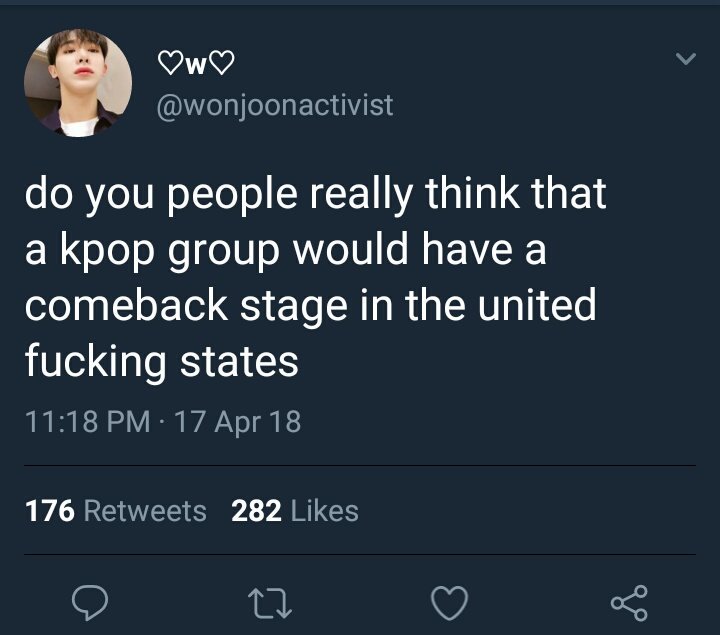 ♡w♡
@wonjoonactivist
do you people really think that
a kpop group would have a
comeback stage in the united
fucking states
11:18 PM · 17 Apr 18
176 Retweets 282 Likes